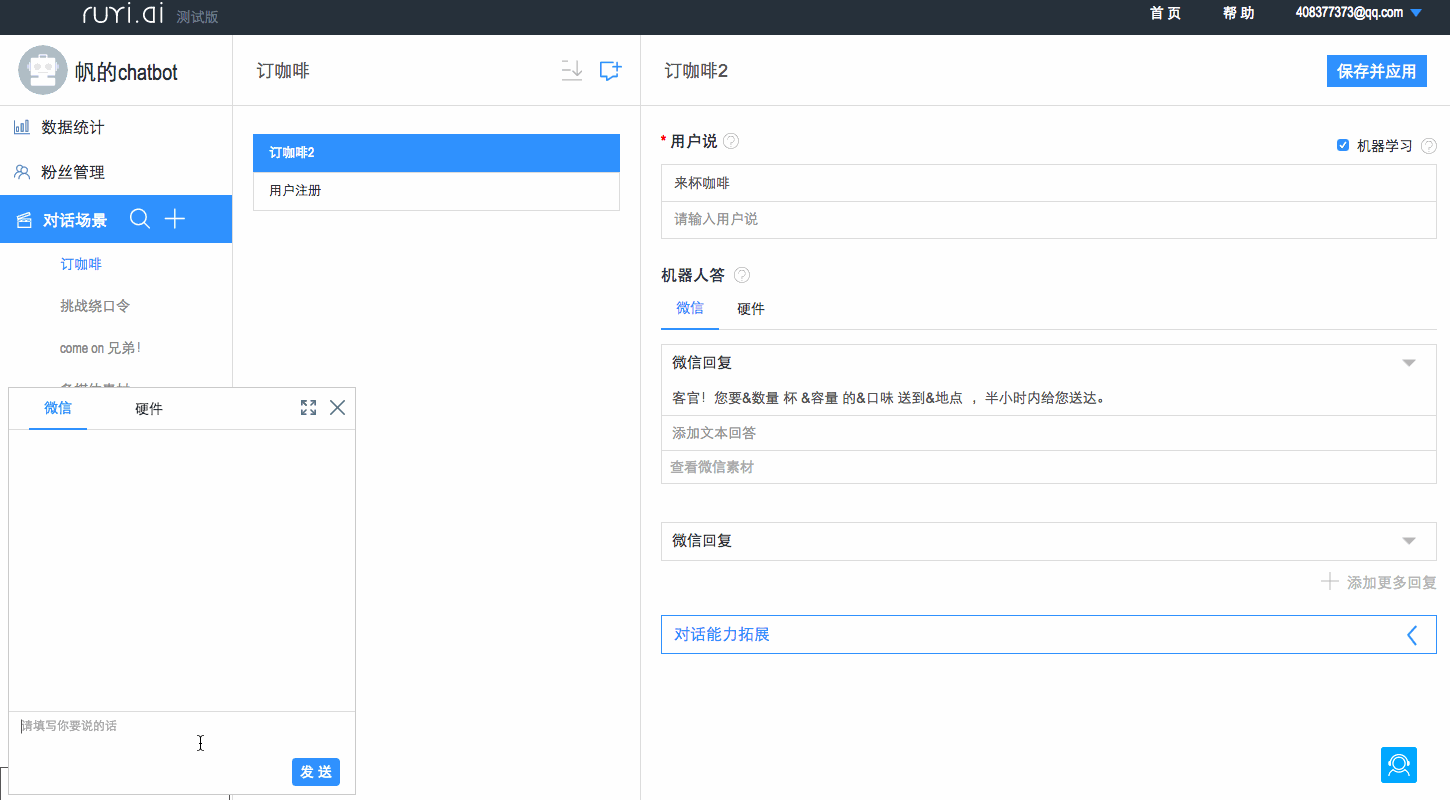 ruyi.ai 测试版
首页 帮助 408377373@qq.com
帆的chatbot
数据统计
粉丝管理
对话场景
订咖啡
挑战绕口令
come on 兄弟!
多媒体素材
订咖啡
订咖啡2
用户注册
订咖啡2
保存并应用
* 用户说 ?
机器学习 ?
来杯咖啡
请输入用户说
机器人答 ?
微信 硬件
微信回复
客官！您要&数量 杯 &容量 的&口味 送到&地点 ，半小时内给您送达。
添加文本回答
查看微信素材
微信回复
添加更多回复
对话能力拓展
微信 硬件
请填写你要说的话
发 送